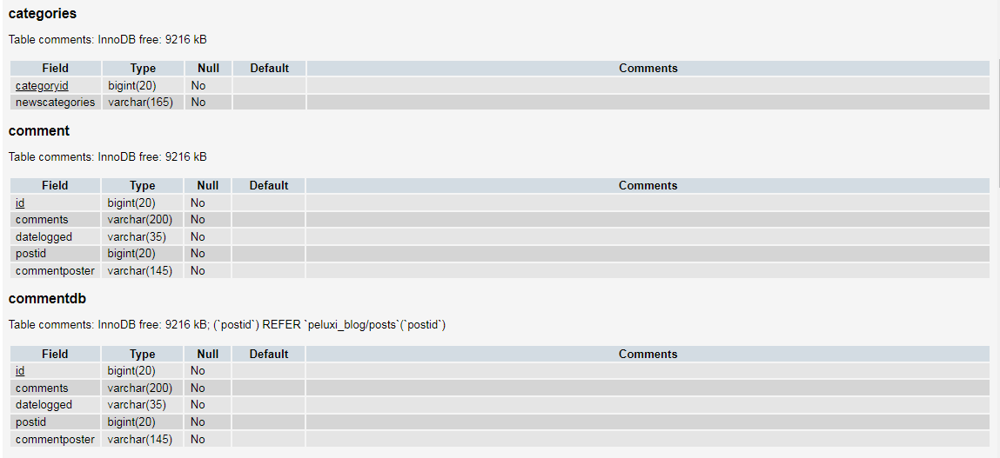 categories
Table comments: InnoDB free: 9216 kB
Field Type Null Default Comments
categoryid bigint(20) No
newscategories varchar(165) No
comment
Table comments: InnoDB free: 9216 kB
Field Type Null Default Comments
id bigint(20) No
comments varchar(200) No
datelogged varchar(35) No
postid bigint(20) No
commentposter varchar(145) No
commentdb
Table comments: InnoDB free: 9216 kB; (`postid`) REFER `peluxi_blog/posts`(`postid`)
Field Type Null Default Comments
id bigint(20) No
comments varchar(200) No
datelogged varchar(35) No
postid bigint(20) No
commentposter varchar(145) No